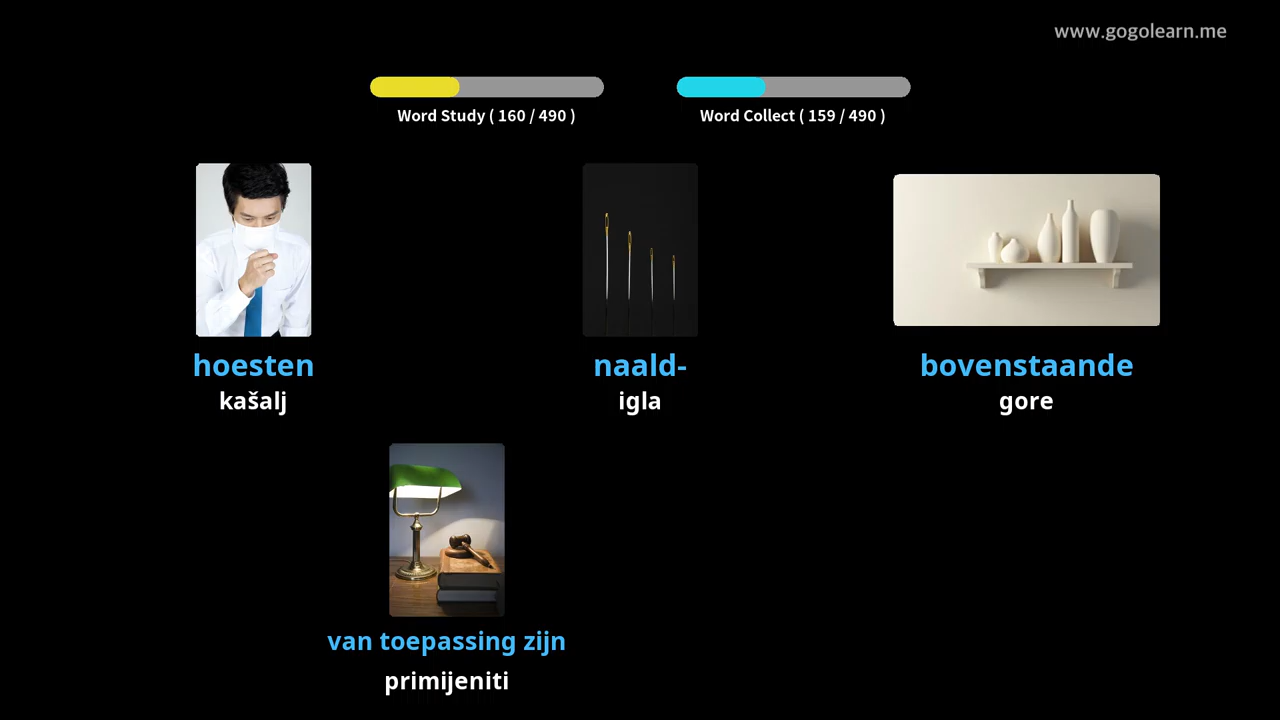 www.gogolearn.me
Word Study ( 160 / 490 )
Word Collect ( 159 / 490 )
hoesten
kašalj
naald-
igla
bovenstaande
gore
van toepassing zijn
primijeniti